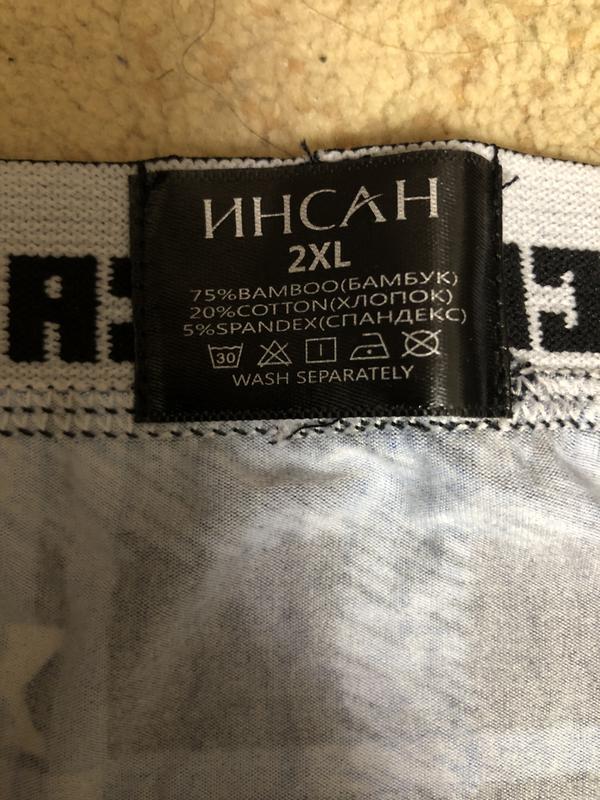 ИНСАН
2XL
75%BAMBOO(БАМБУК)
20%COTTON(ХЛОПОК)
5%SPANDEX(СПАНДЕКС)
30
WASH SEPARATELY